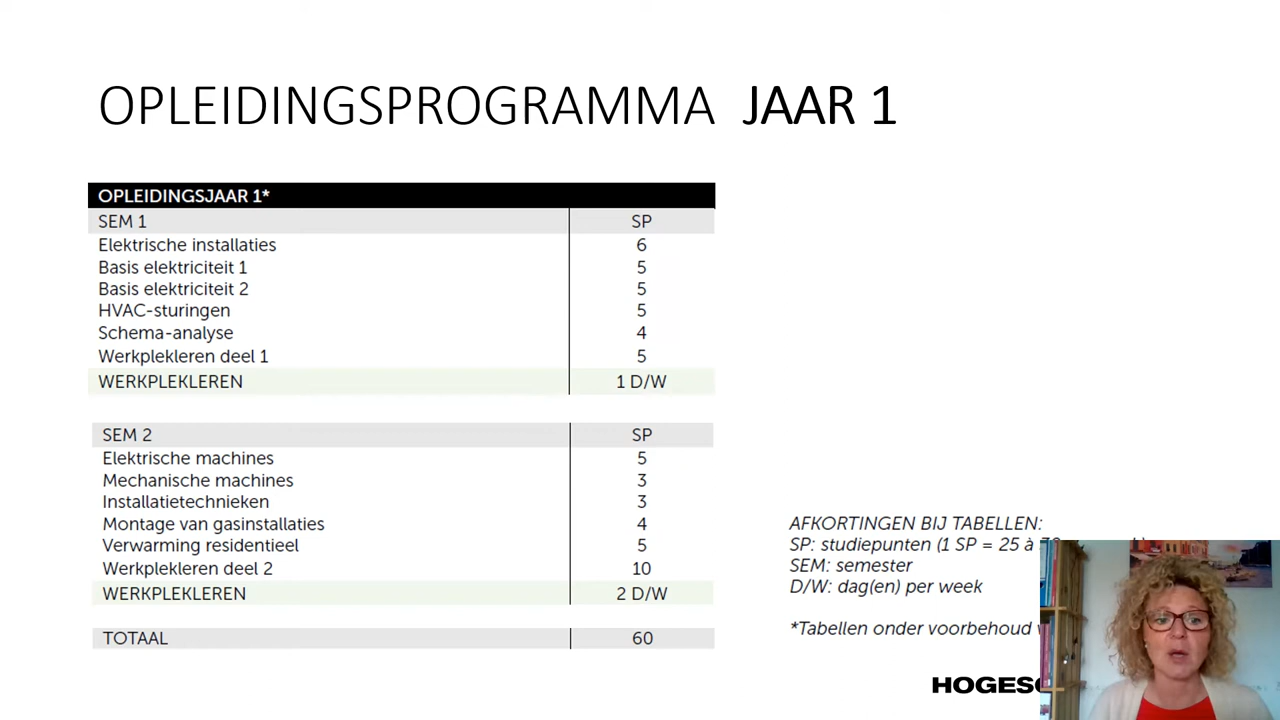 OPLEIDINGSPROGRAMMA JAAR 1
OPLEIDINGSJAAR 1*
SEM 1 SP
Elektrische installaties 6
Basis elektriciteit 1 5
Basis elektriciteit 2 5
HVAC-sturingen 5
Schema-analyse 4
Werkplekleren deel 1 5
WERKPLEKLEREN 1 D/W
SEM 2 SP
Elektrische machines 5
Mechanische machines 3
Installatietechnieken 3
Montage van gasinstallaties 4
Verwarming residentieel 5
Werkplekleren deel 2 10
WERKPLEKLEREN 2 D/W
TOTAAL 60
AFKORTINGEN BIJ TABELLEN:
SP: studiepunten (1 SP = 25 à
SEM: semester
D/W: dag(en) per week
*Tabellen onder voorbehoud